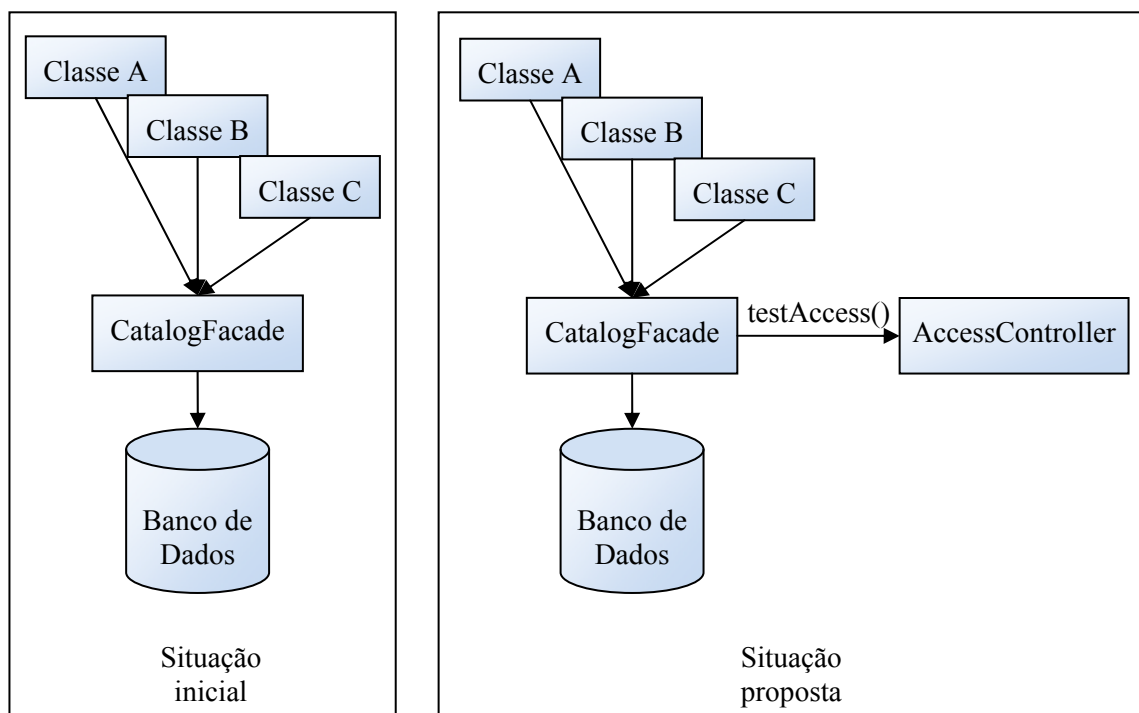 Classe A
Classe B
Classe C
CatalogFacade
Banco de
Dados
Situação
inicial
Classe A
Classe B
Classe C
CatalogFacade
testAccess()
AccessController
Banco de
Dados
Situação
proposta